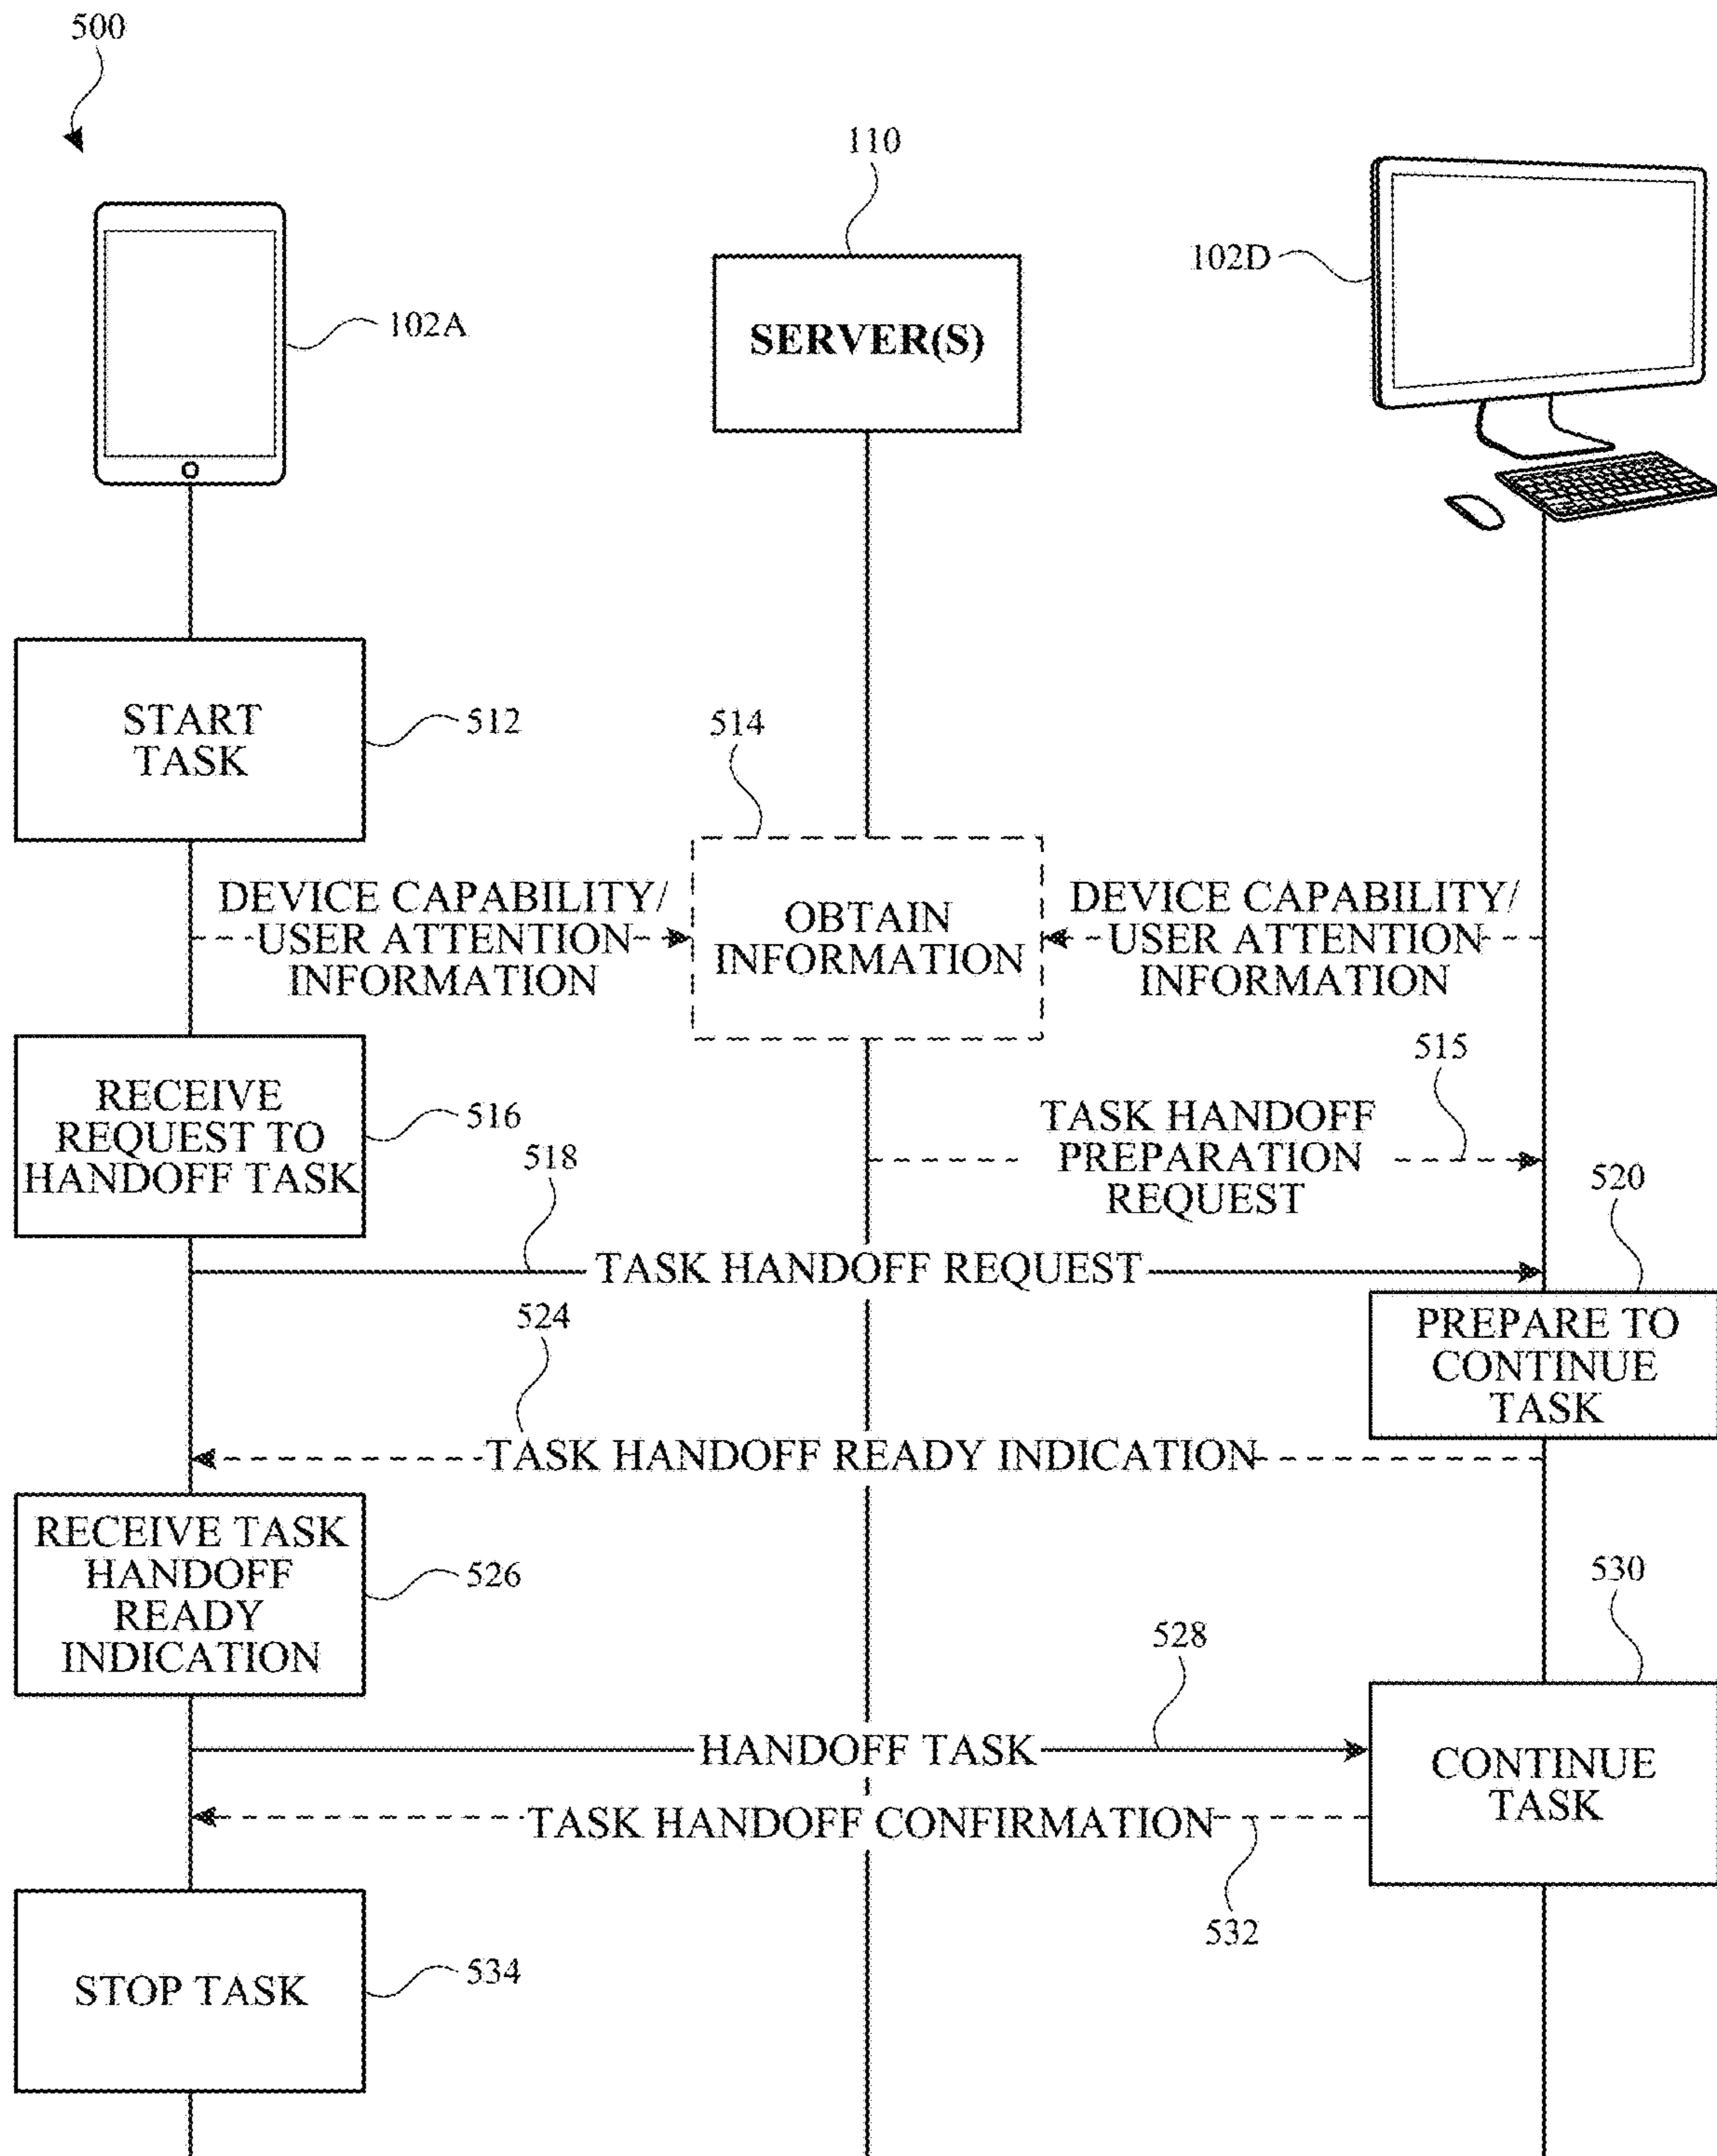 500
110
102D
102A
SERVER(S)
START
TASK
512
514
DEVICE CAPABILITY/
USER ATTENTION
INFORMATION
OBTAIN
INFORMATION
DEVICE CAPABILITY/
USER ATTENTION
INFORMATION
RECEIVE
REQUEST TO
HANDOFF TASK
516
515
TASK HANDOFF
PREPARATION
REQUEST
518
520
TASK HANDOFF REQUEST
PREPARE TO
CONTINUE
TASK
524
TASK HANDOFF READY INDICATION
RECEIVE TASK
HANDOFF
READY
INDICATION
526
530
528
HANDOFF TASK
CONTINUE
TASK
TASK HANDOFF CONFIRMATION
532
STOP TASK
534